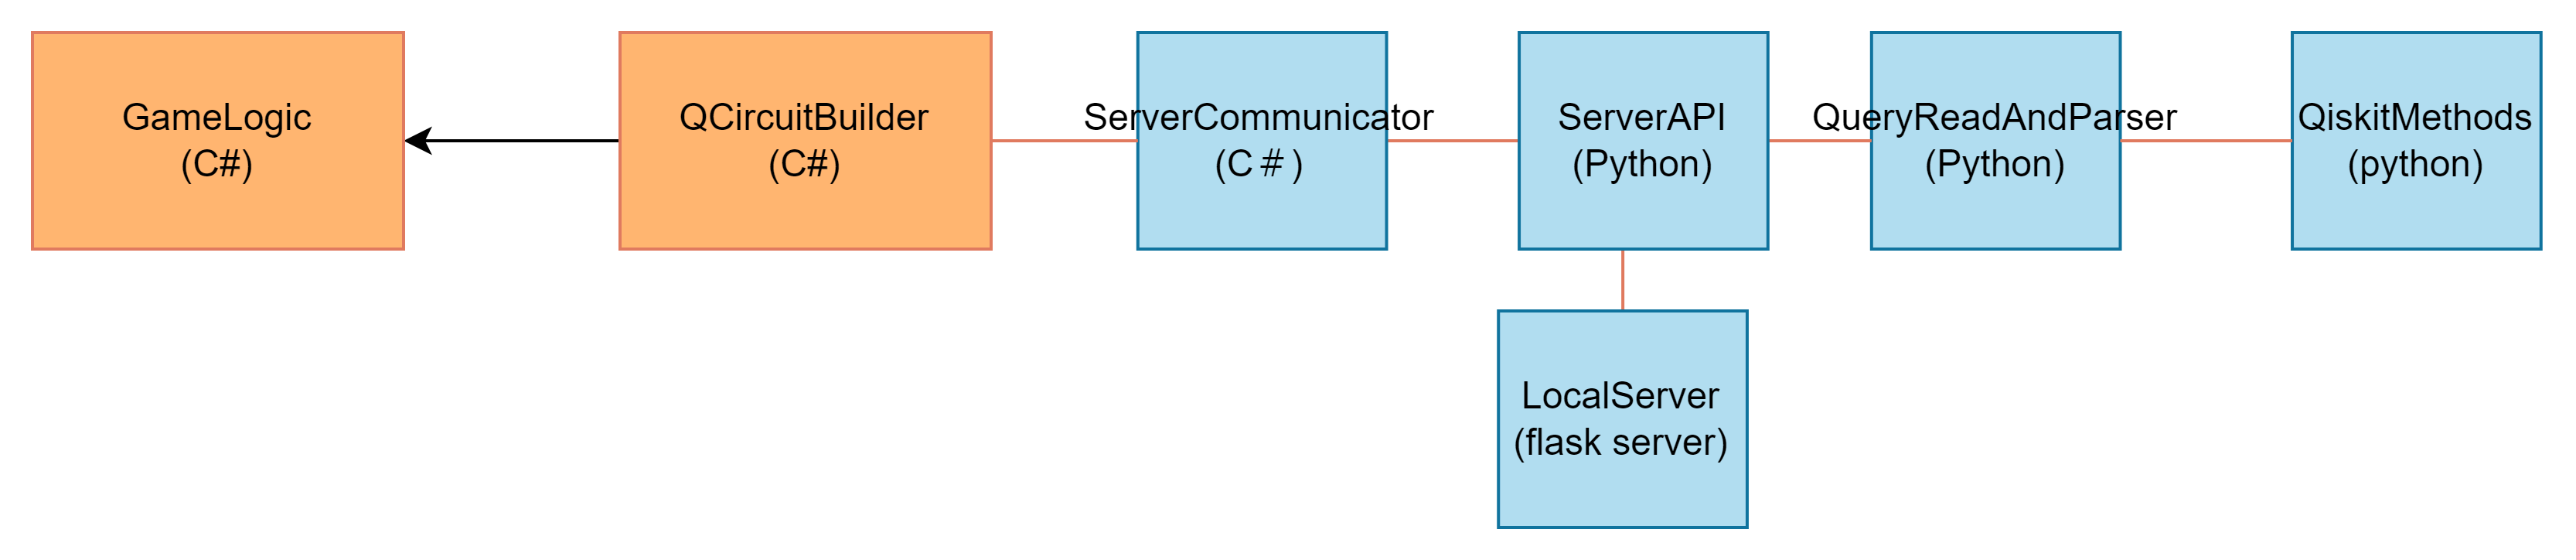 GameLogic
(C#)
QCircuitBuilder
(C#)
ServerCommunicator
(C＃)
ServerAPI
(Python)
QueryReadAndParser
(Python)
QiskitMethods
(python)
LocalServer
(flask server)